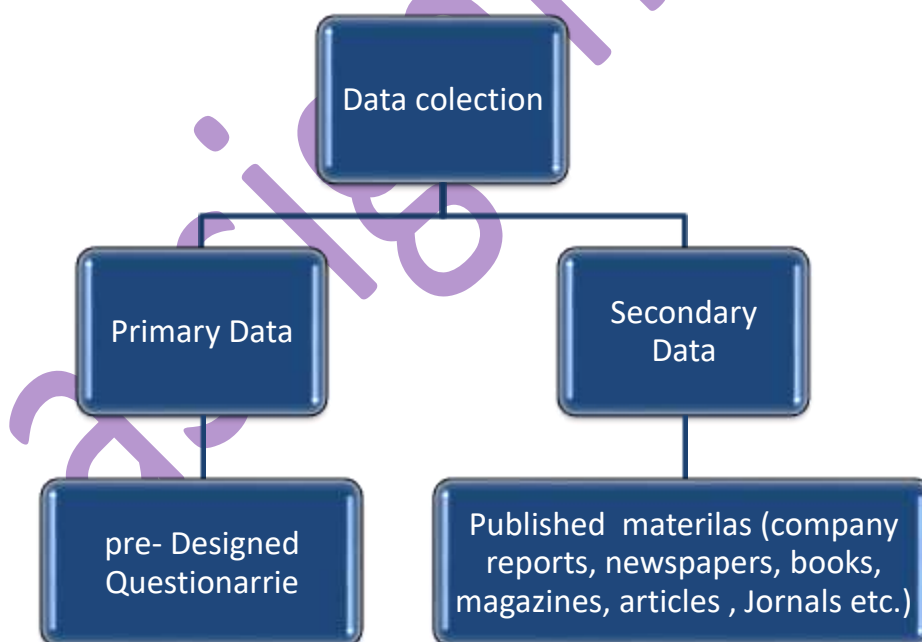 Data colection
Primary Data
Secondary
Data
pre- Designed
Questionarrie
Published materilas (company
reports, newspapers, books,
magazines, articles , Jornals etc.)